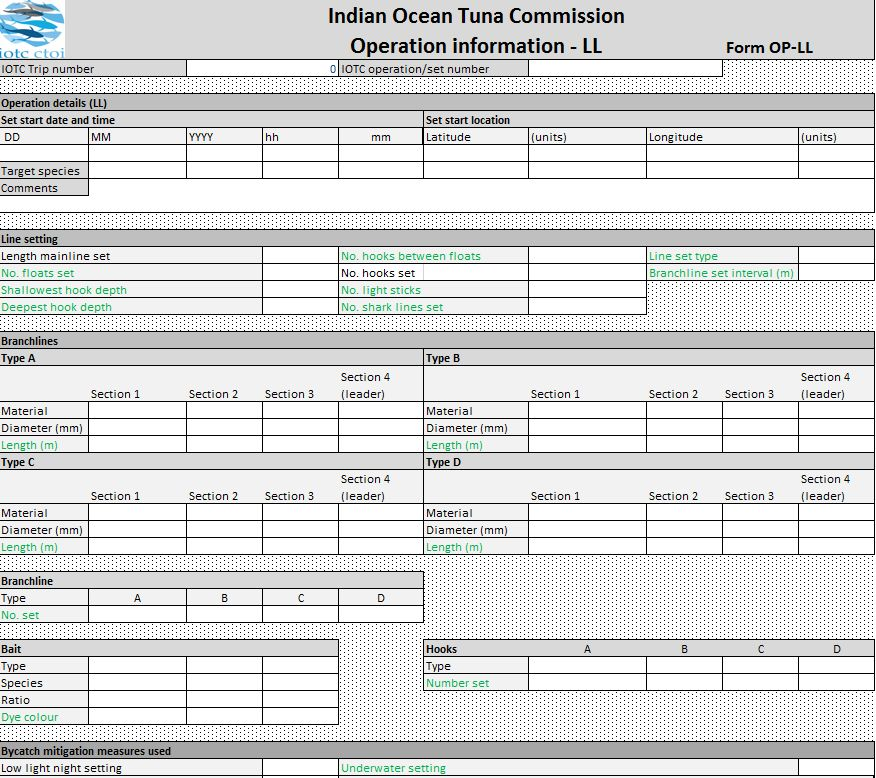 Indian Ocean Tuna Commission
Operation information - LL Form OP-LL
iotc ctoi
IOTC Trip number 0 IOTC operation/set number
Operation details (LL)
Set start date and time Set start location
DD MM YYYY hh mm Latitude (units) Longitude (units)
Target species
Comments
Line setting
Length mainline set No. hooks between floats Line set type
No. floats set No. hooks set Branchline set interval (m)
Shallowest hook depth No. light sticks
Deepest hook depth No. shark lines set
Branchlines
Type A Type B
Section 1 Section 2 Section 3 Section 4 (leader) Section 1 Section 2 Section 3 Section 4 (leader)
Material Material
Diameter (mm) Diameter (mm)
Length (m) Length (m)
Type C Type D
Section 1 Section 2 Section 3 Section 4 (leader) Section 1 Section 2 Section 3 Section 4 (leader)
Material Material
Diameter (mm) Diameter (mm)
Length (m) Length (m)
Branchline
Type A B C D
No. set
Bait Hooks A B C D
Type Type
Species Number set
Ratio
Dye colour
Bycatch mitigation measures used
Low light night setting Underwater setting